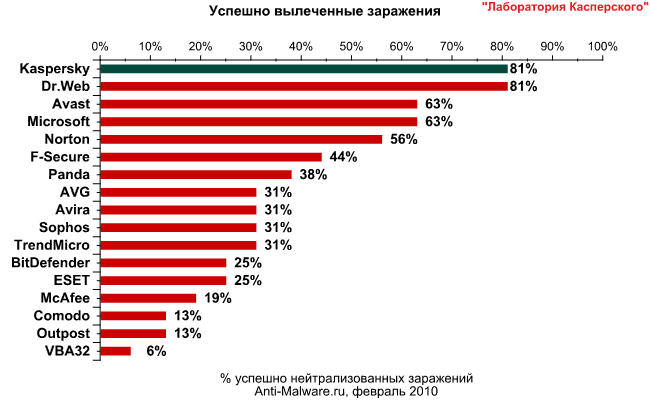 Успешно вылеченные заражения
"Лаборатория Касперского"
0% 10% 20% 30% 40% 50% 60% 70% 80% 90% 100%
Kaspersky 81%
Dr.Web 81%
Avast 63%
Microsoft 63%
Norton 56%
F-Secure 44%
Panda 38%
AVG 31%
Avira 31%
Sophos 31%
TrendMicro 31%
BitDefender 25%
ESET 25%
McAfee 19%
Comodo 13%
Outpost 13%
VBA32 6%
% успешно нейтрализованных заражений
Anti-Malware.ru, февраль 2010